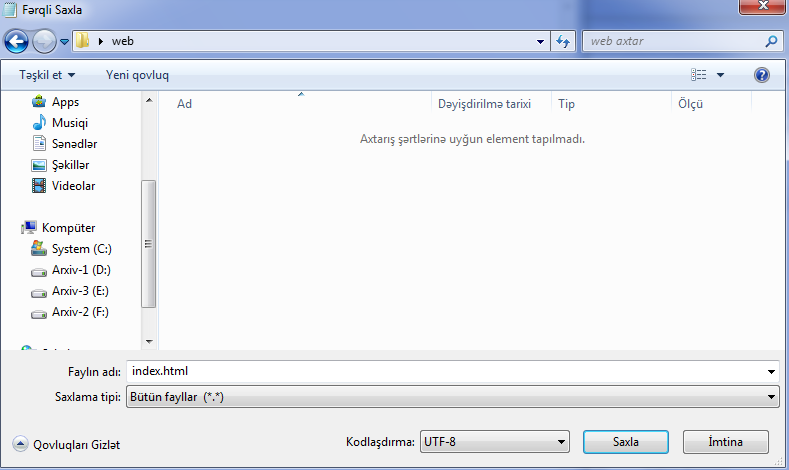 Fərqli Saxla
web
web axtar
Təşkil et
Yeni qovluq
Ad
Dəyişdirilmə tarixi
Tip
Ölçü
Axtarış şərtlərinə uyğun element tapılmadı.
Apps
Musiqi
Sənədlər
Şəkillər
Videolar
Kompüter
System (C:)
Arxiv-1 (D:)
Arxiv-3 (E:)
Arxiv-2 (F:)
Faylın adı: index.html
Saxlama tipi: Bütün fayllar (*.*)
Qovluqları Gizlət
Kodlaşdırma: UTF-8
Saxla
İmtina